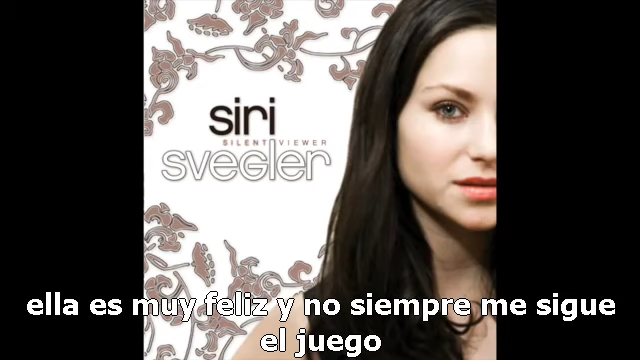 siri
SILENT VIEWER
svegler
ella es muy feliz y no siempre me sigue
el juego